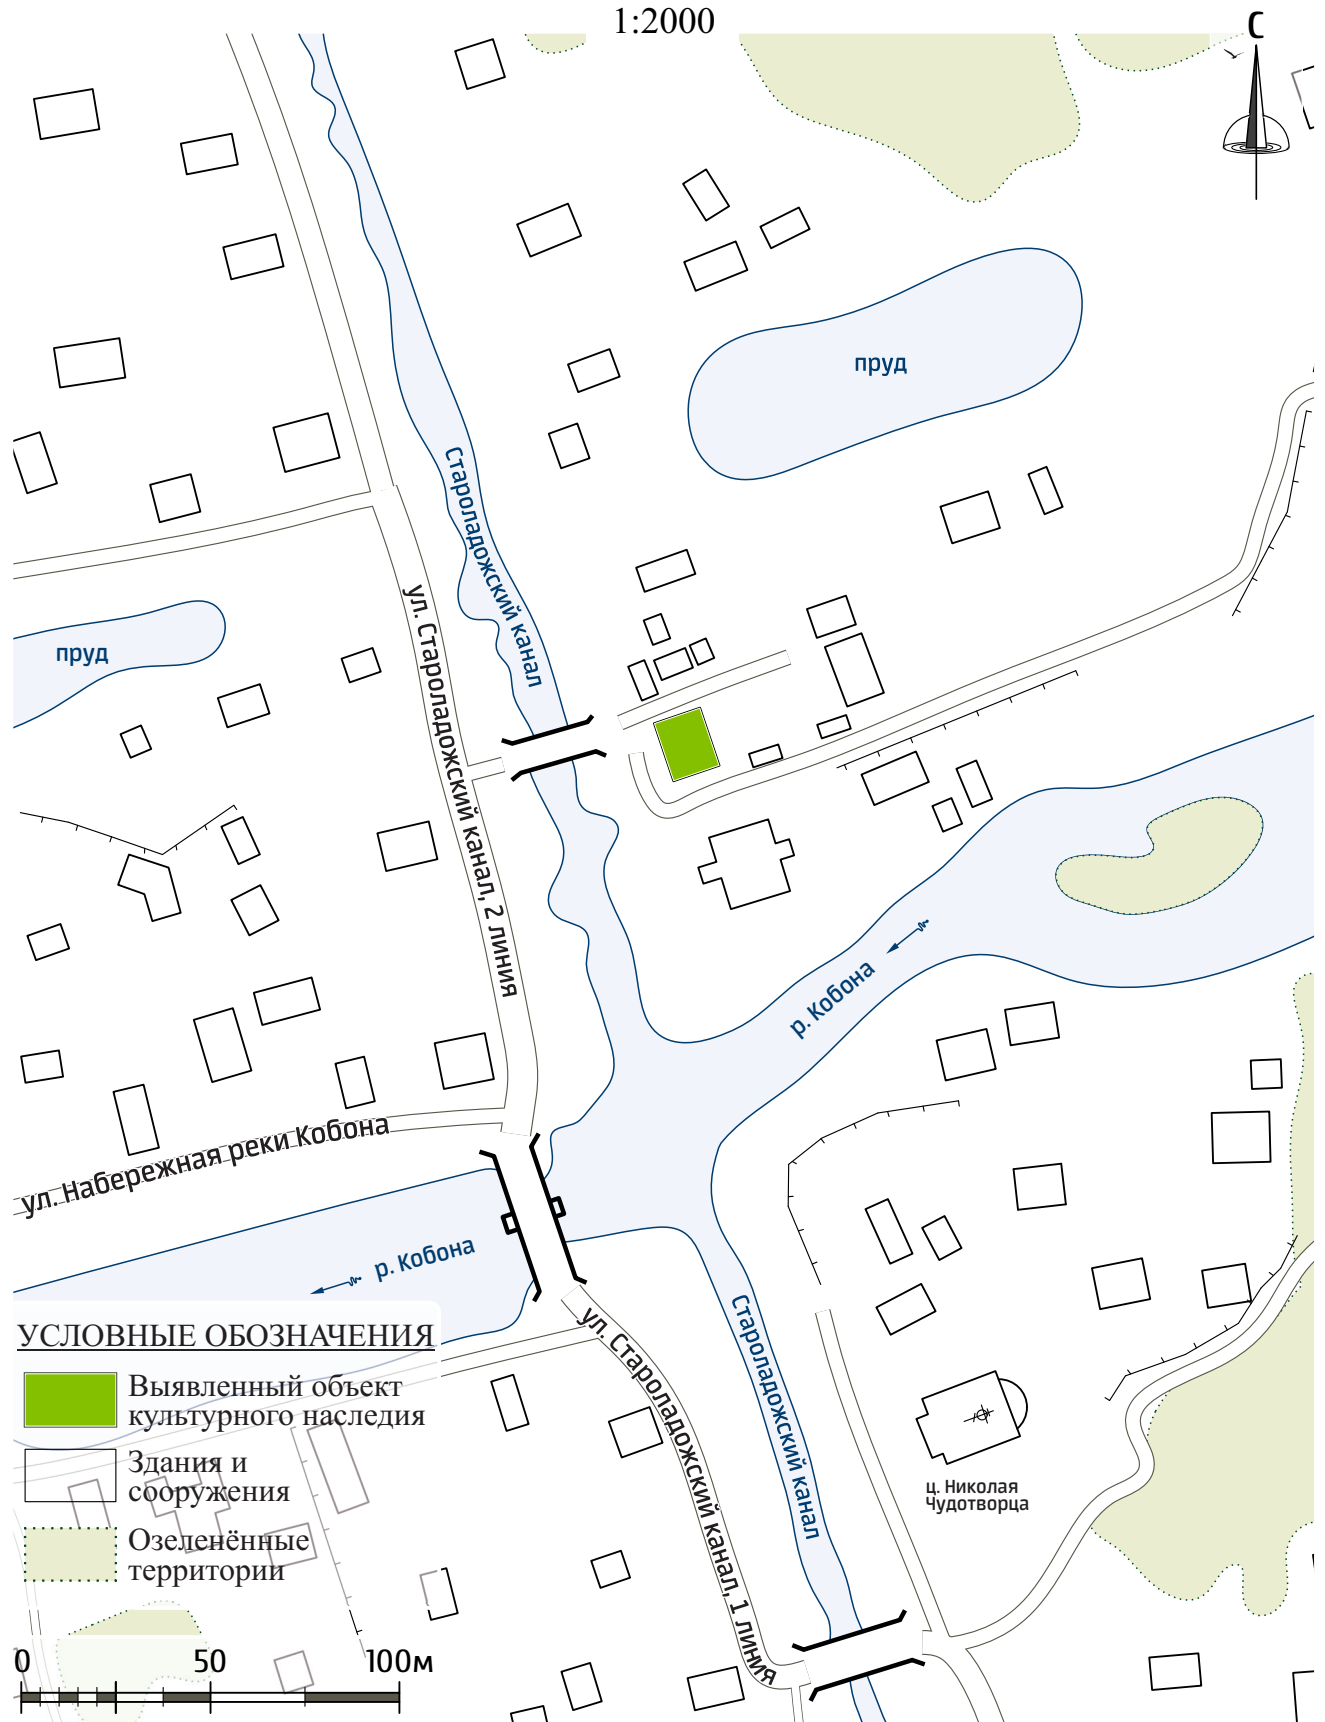 1:2000
С
пруд
Староладожский канал
ул. Староладожский канал, 2 линия
пруд
р. Кобона
ул. Набережная реки Кобона
р. Кобона
ул. Староладожский канал, 1 линия
Староладожский канал
ц. Николая
Чудотворца
УСЛОВНЫЕ ОБОЗНАЧЕНИЯ
Выявленный объект
культурного наследия
Здания и
сооружения
Озеленённые
территории
0 50 100м